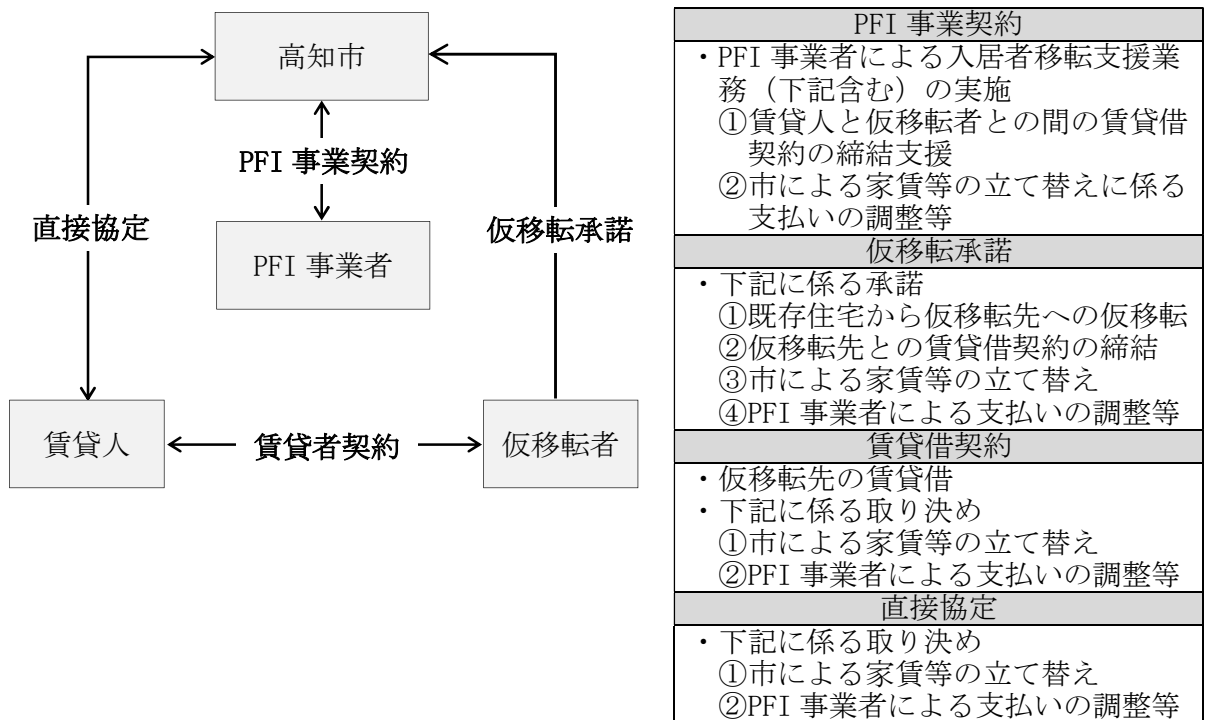 高知市
PFI 事業契約
直接協定
仮移転承諾
PFI 事業者
賃貸人
賃貸者契約
仮移転者
PFI 事業契約
・PFI 事業者による入居者移転支援業
務（下記含む）の実施
①賃貸人と仮移転者との間の賃貸借
契約の締結支援
②市による家賃等の立て替えに係る
支払いの調整等
仮移転承諾
・下記に係る承諾
①既存住宅から仮移転先への仮移転
②仮移転先との賃貸借契約の締結
③市による家賃等の立て替え
④PFI 事業者による支払いの調整等
賃貸借契約
・仮移転先の賃貸借
・下記に係る取り決め
①市による家賃等の立て替え
②PFI 事業者による支払いの調整等
直接協定
・下記に係る取り決め
①市による家賃等の立て替え
②PFI 事業者による支払いの調整等